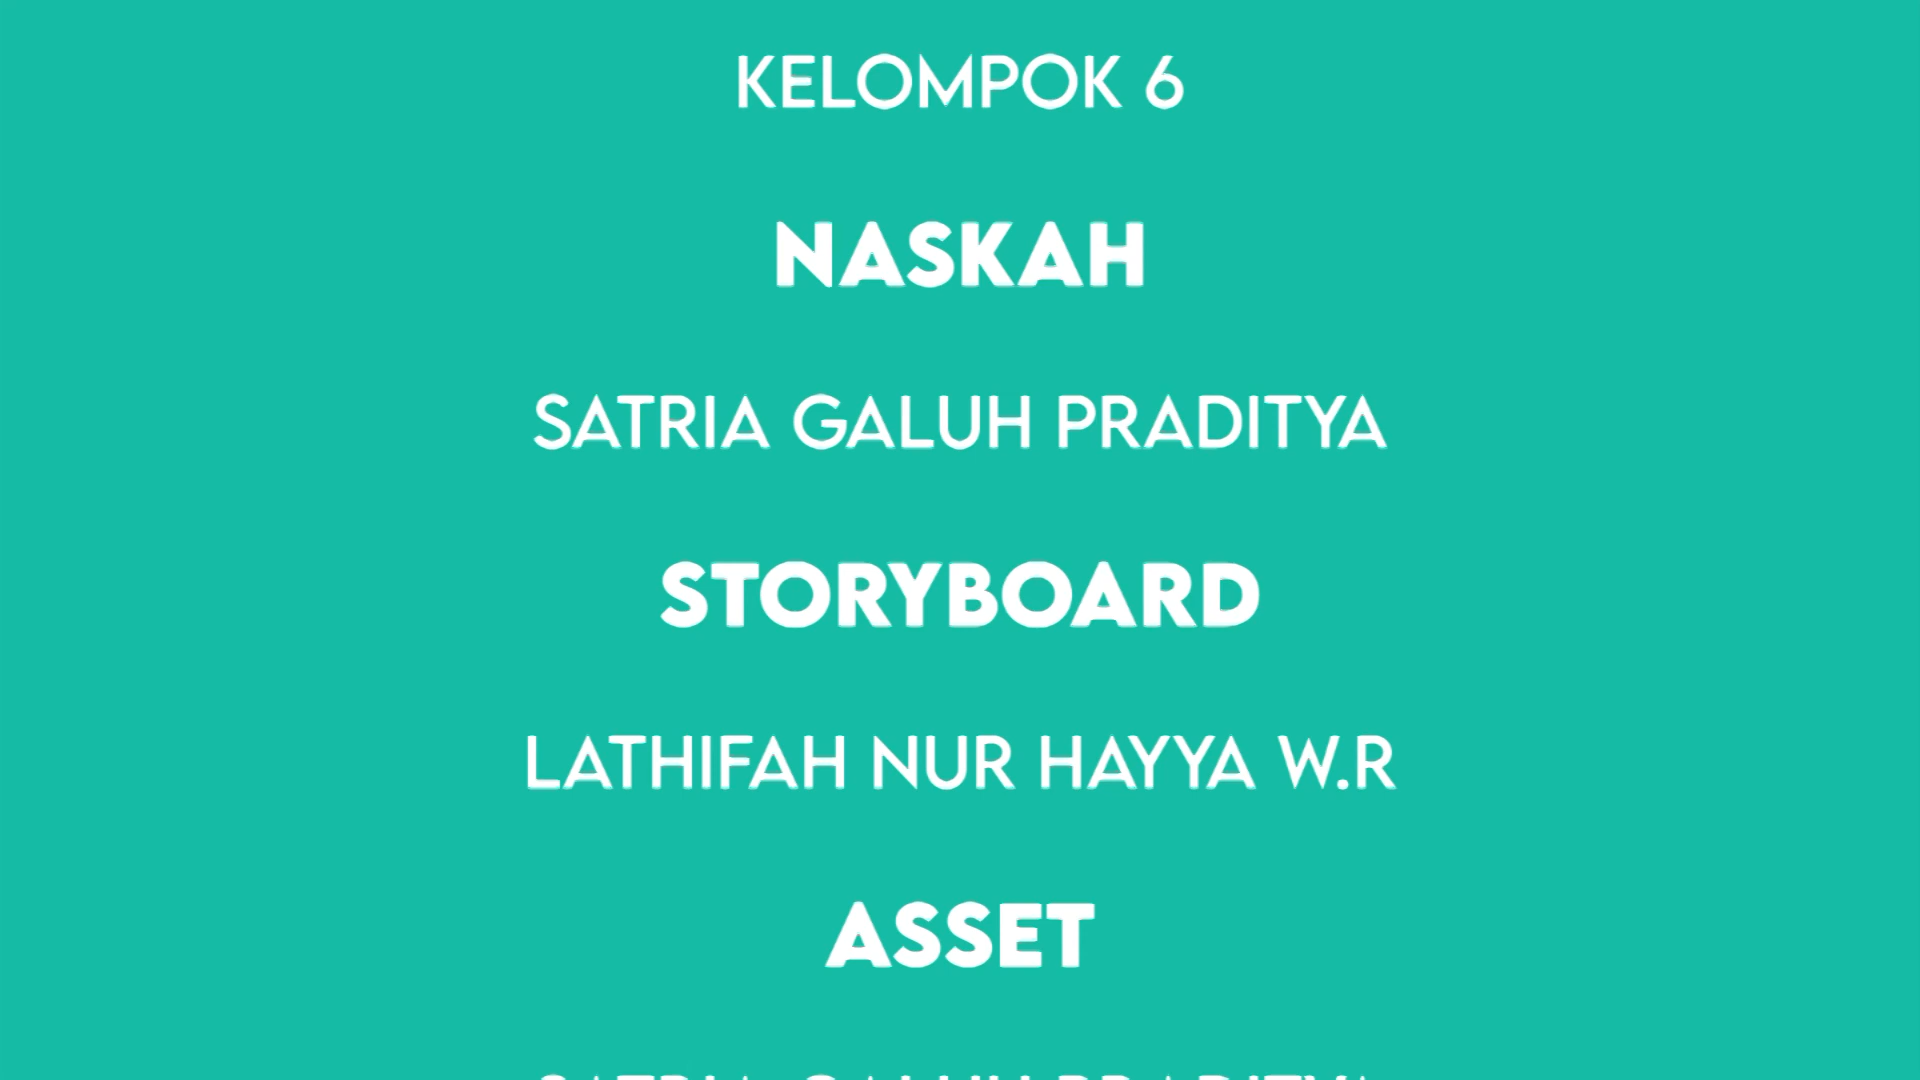 KELOMPOK 6
NASKAH
SATRIA GALUH PRADITYA
STORYBOARD
LATHIFAH NUR HAYYA W.R
ASSET